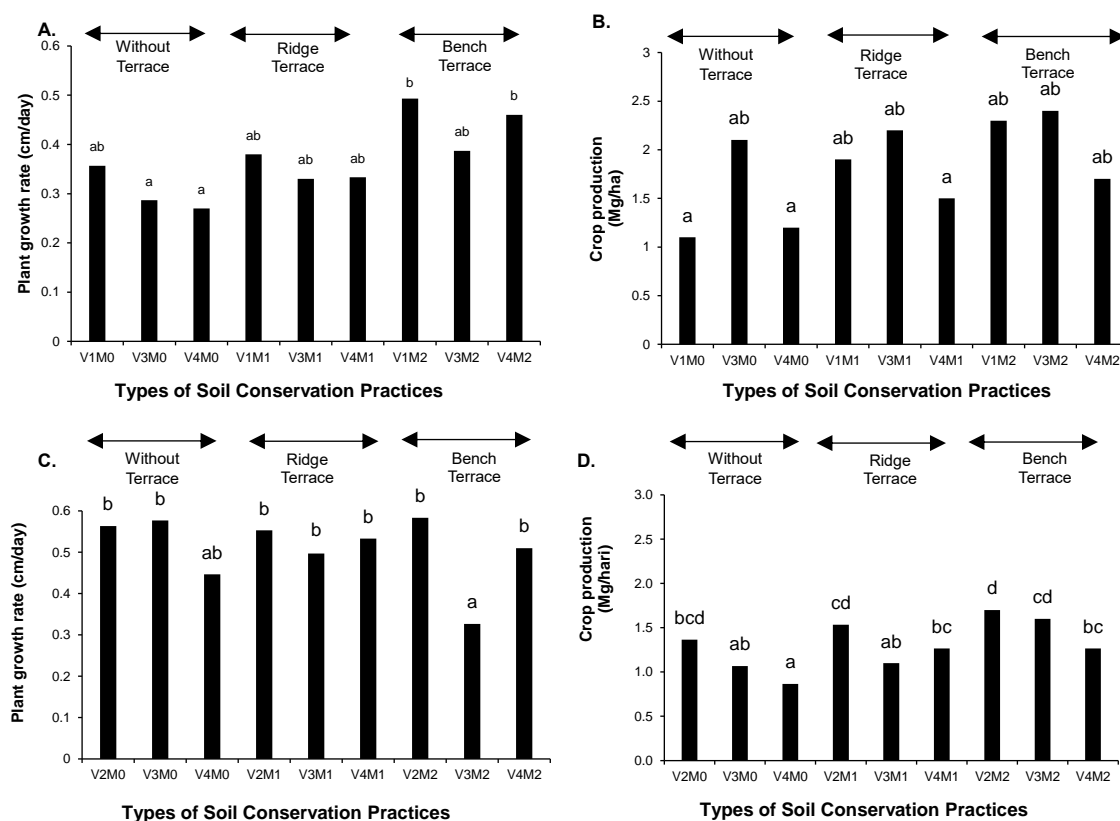 A.
Without
Terrace
Ridge
Terrace
Bench
Terrace
Plant growth rate (cm/day)
0.6
0.5
0.4
0.3
0.2
0.1
0
ab
a
a
ab
ab
ab
b
ab
b
V1M0 V3M0 V4M0 V1M1 V3M1 V4M1 V1M2 V3M2 V4M2
Types of Soil Conservation Practices
B.
Without
Terrace
Ridge
Terrace
Bench
Terrace
Crop production
(Mg/ha)
3
2.5
2
1.5
1
0.5
0
a
ab
a
ab
ab
a
ab
ab
ab
V1M0 V3M0 V4M0 V1M1 V3M1 V4M1 V1M2 V3M2 V4M2
Types of Soil Conservation Practices
C.
Without
Terrace
Ridge
Terrace
Bench
Terrace
Plant growth rate (cm/day)
0.6
0.5
0.4
0.3
0.2
0.1
0
b
b
ab
b
b
b
b
a
b
V2M0 V3M0 V4M0 V2M1 V3M1 V4M1 V2M2 V3M2 V4M2
Types of Soil Conservation Practices
D.
Without
Terrace
Ridge
Terrace
Bench
Terrace
Crop production
(Mg/hari)
3.0
2.5
2.0
1.5
1.0
0.5
0.0
bcd
ab
a
cd
ab
bc
d
cd
bc
V2M0 V3M0 V4M0 V2M1 V3M1 V4M1 V2M2 V3M2 V4M2
Types of Soil Conservation Practices